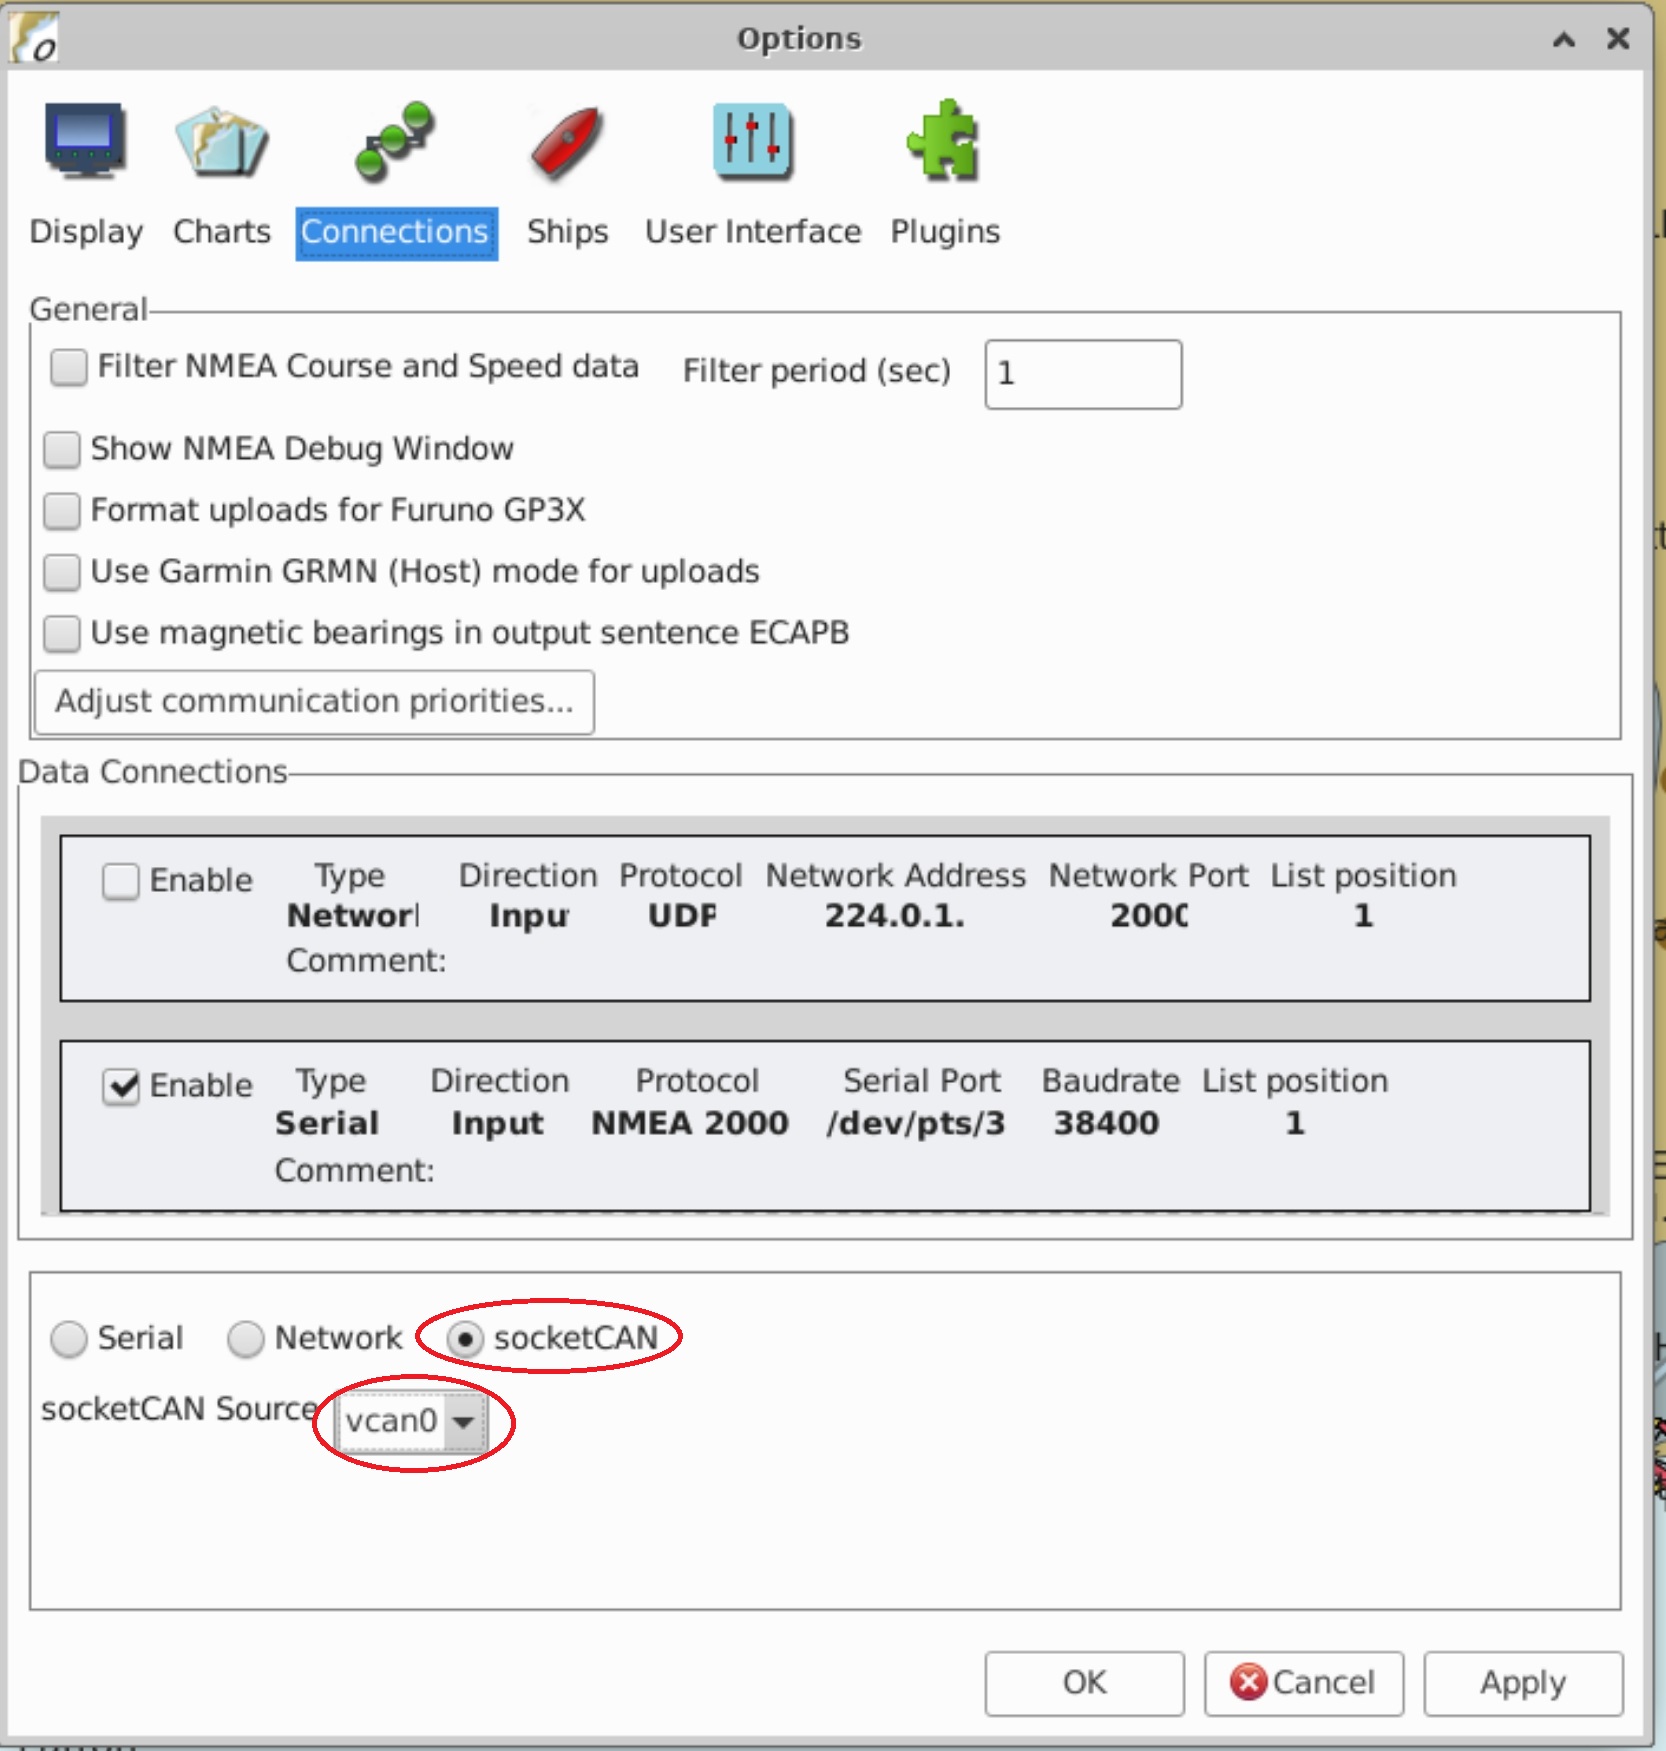 Options
Display Charts Connections Ships User Interface Plugins
General
Filter NMEA Course and Speed data Filter period (sec) 1
Show NMEA Debug Window
Format uploads for Furuno GP3X
Use Garmin GRMN (Host) mode for uploads
Use magnetic bearings in output sentence ECAPB
Adjust communication priorities...
Data Connections
Enable Type Direction Protocol Network Address Network Port List position
Inpu 224.0.1. 1
Comment:
Enable Type Direction Protocol Serial Port Baudrate List position
Serial Input NMEA 2000 /dev/pts/3 38400 1
Comment:
Serial Network socketCAN
socketCAN Source vcan0
OK Cancel Apply